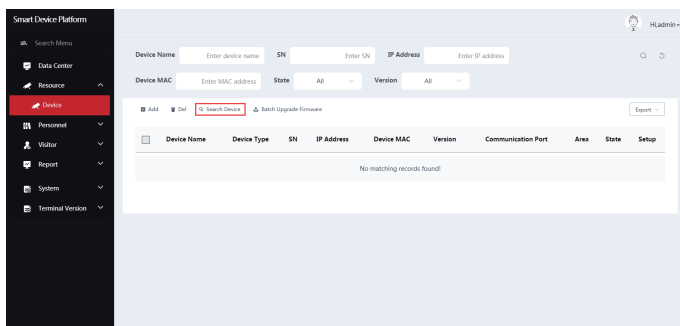 Smart Device Platform
Hi,admin
Search Menu
Data Center
Resource
Device
Personnel
Visitor
Report
System
Terminal Version
Device Name Enter device name SN Enter SN IP Address Enter IP address
Device MAC Enter MAC address State All Version All
Add Del Search Device Batch Upgrade Firmware Export
Device Name Device Type SN IP Address Device MAC Version Communication Port Area State Setup
No matching records found!